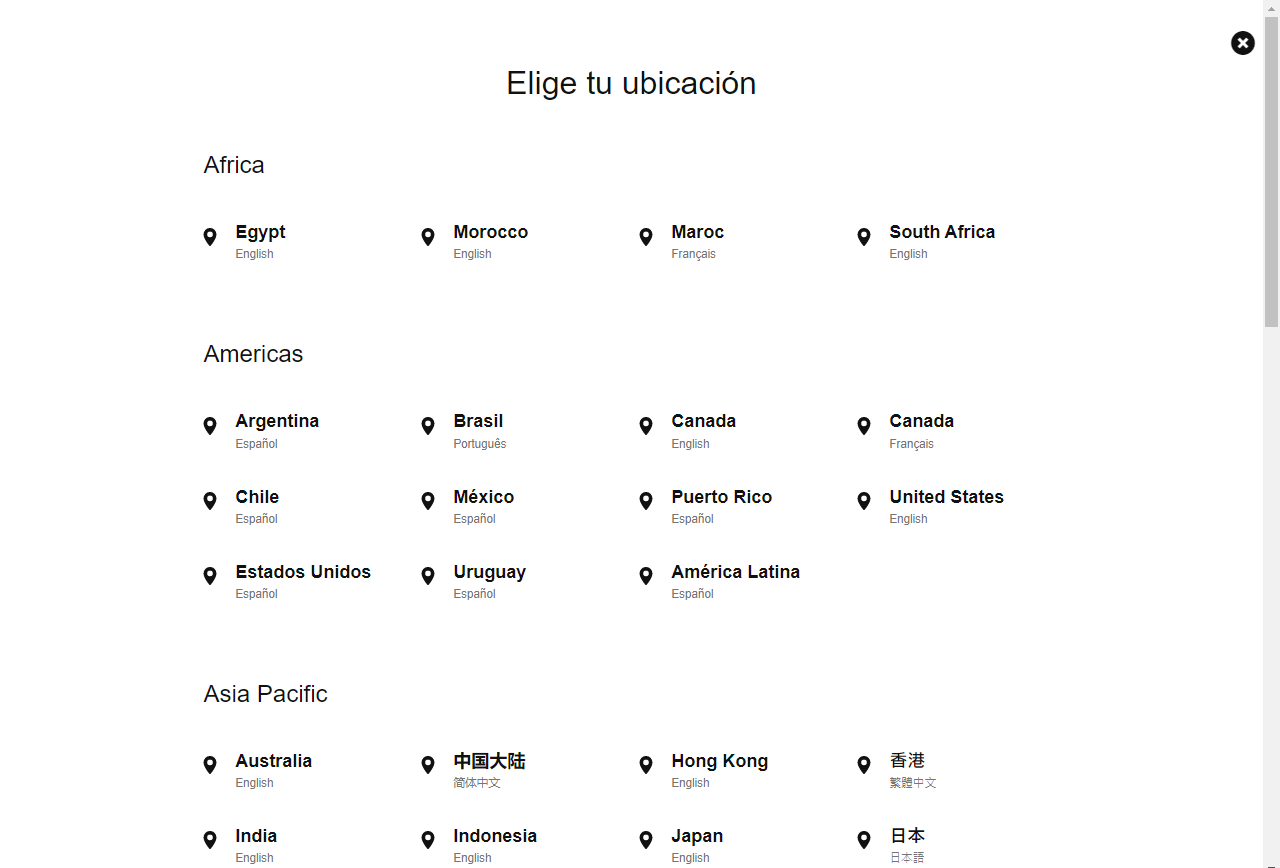 Elige tu ubicación
Africa
Egypt
English
Morocco
English
Maroc
Français
South Africa
English
Americas
Argentina
Español
Brasil
Português
Canada
English
Canada
Français
Chile
Español
México
Español
Puerto Rico
Español
United States
English
Estados Unidos
Español
Uruguay
Español
América Latina
Español
Asia Pacific
Australia
English
中国大陆
简体中文
Hong Kong
English
香港
繁體中文
India
English
Indonesia
English
Japan
English
日本
日本語